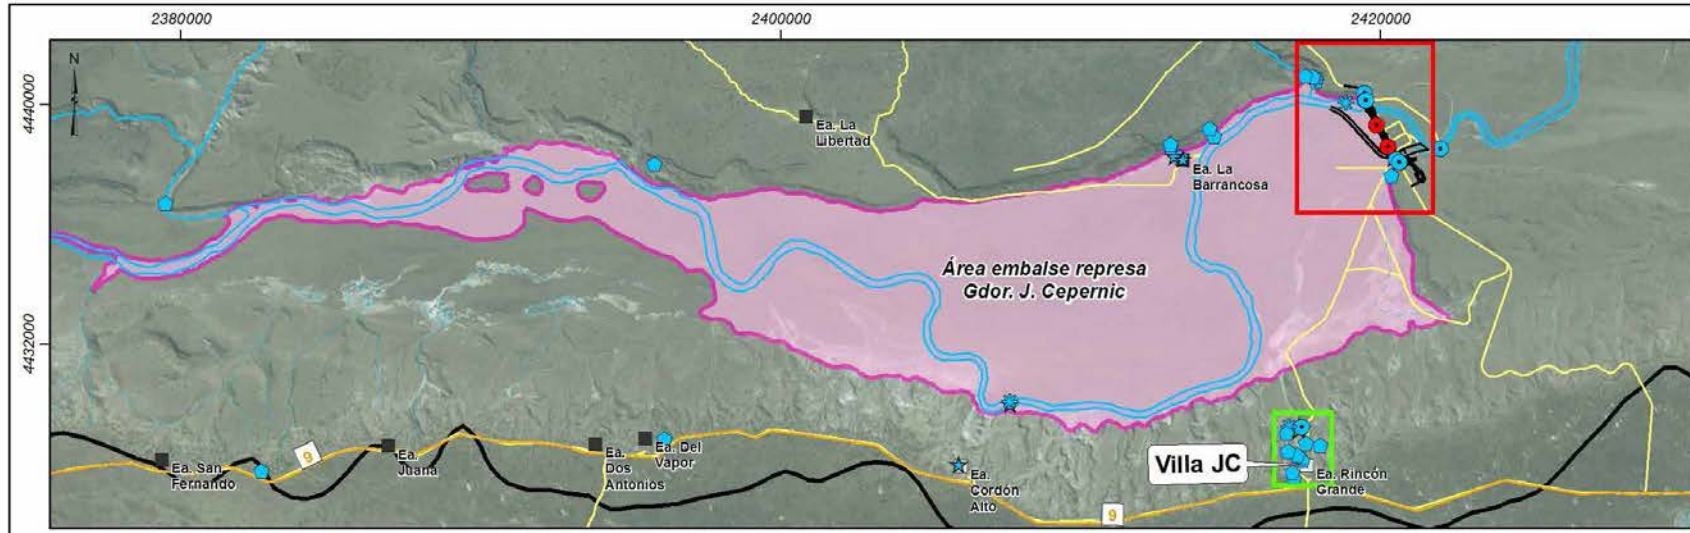 2380000
2400000
2420000
N
4440000
Ea. La
Libertad
Ea. La
Barrancosa
Área embalse represa
Gdor. J. Cepernic
4432000
Villa JC
Ea. San
Fernando
9
Ea.
Juana
Ea.
Dos
Antonios
Ea. Del
Vapor
Ea.
Cordón
Alto
9
Ea. Rincón
Grande